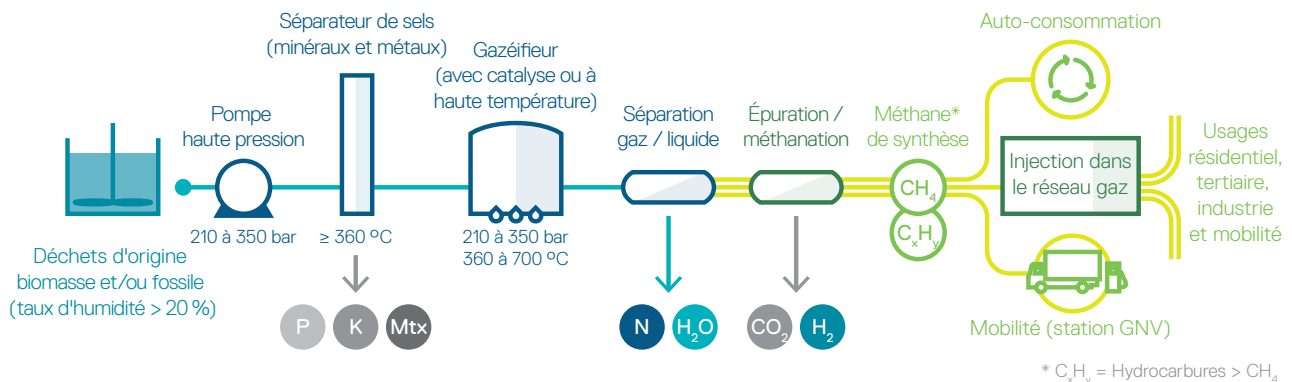 Déchets d'origine
biomasse et/ou fossile
(taux d'humidité > 20 %)
Pompe
haute pression
210 à 350 bar
Séparateur de sels
(minéraux et métaux)
≥ 360 °C
P
K
Mtx
Gazéifieur
(avec catalyse ou à
haute température)
210 à 350 bar
360 à 700 °C
Séparation
gaz / liquide
N
H₂O
Épuration /
méthanation
CO₂
H₂
Méthane*
de synthèse
CH₄
CₓHᵧ
Auto-consommation
Injection dans
le réseau gaz
Mobilité (station GNV)
Usages
résidentiel,
tertiaire,
industrie
et mobilité
* CₓHᵧ = Hydrocarbures > CH₄